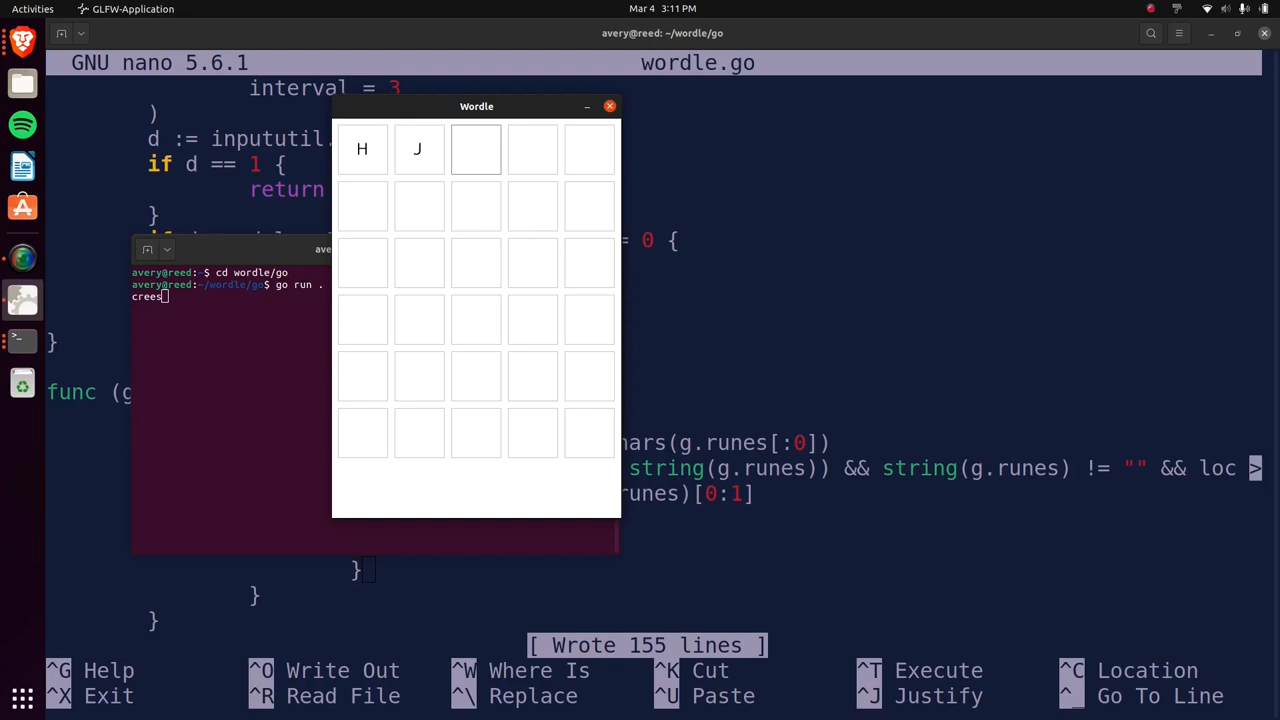 Activities GLFW-Application Mar 4 3:11 PM
avery@reed: ~/wordle/go
GNU nano 5.6.1 wordle.go
interval = 3
)
d := inpututil.
if d == 1 {
return
}
= 0 {
}
func (g
hars(g.runes[:0])
string(g.runes)) && string(g.runes) != "" && loc >
runes)[0:1]
}
}
}
[ Wrote 155 lines ]
^G Help ^O Write Out ^W Where Is ^K Cut ^T Execute ^C Location
^X Exit ^R Read File ^\ Replace ^U Paste ^J Justify ^_ Go To Line
ave
avery@reed:~$ cd wordle/go
avery@reed:~/wordle/go$ go run .
crees
Wordle
H J